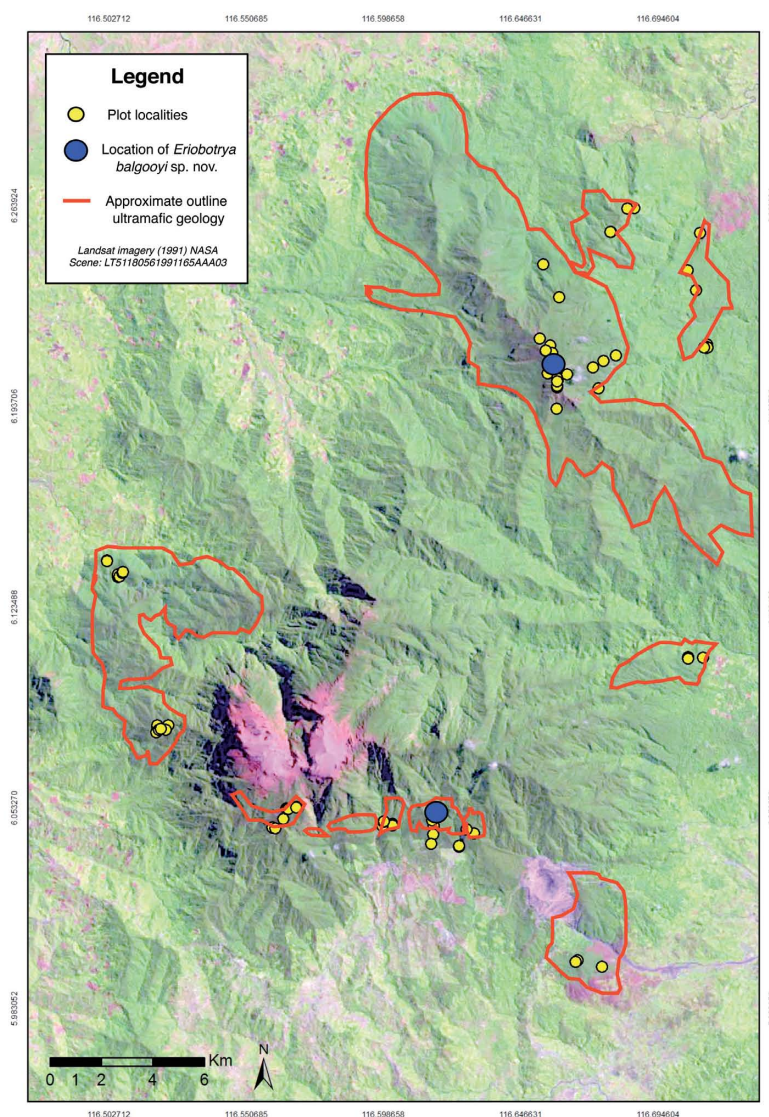 116.502712 116.550685 116.598658 116.646631 116.694604
Legend
Plot localities
Location of Eriobotrya
balgooyi sp. nov.
Approximate outline
ultramafic geology
Landsat imagery (1991) NASA
Scene: LT51180561991165AAA03
6.263924
6.193706
6.123488
6.053270
5.983052
Km
0 1 2 4 6
N
116.502712 116.550685 116.598658 116.646631 116.694604